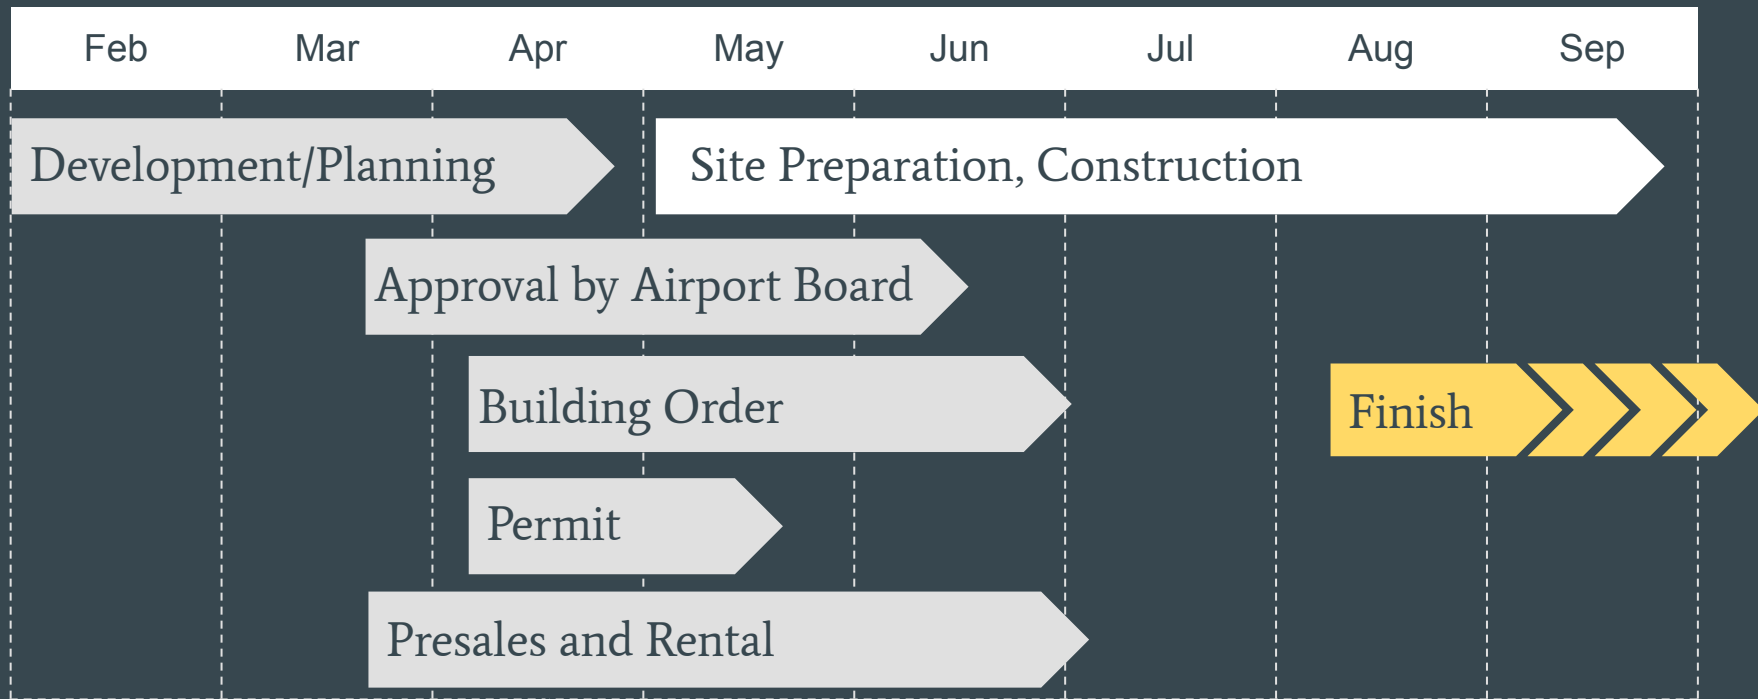 Feb Mar Apr May Jun Jul Aug Sep
Development/Planning
Site Preparation, Construction
Approval by Airport Board
Building Order
Finish
Permit
Presales and Rental